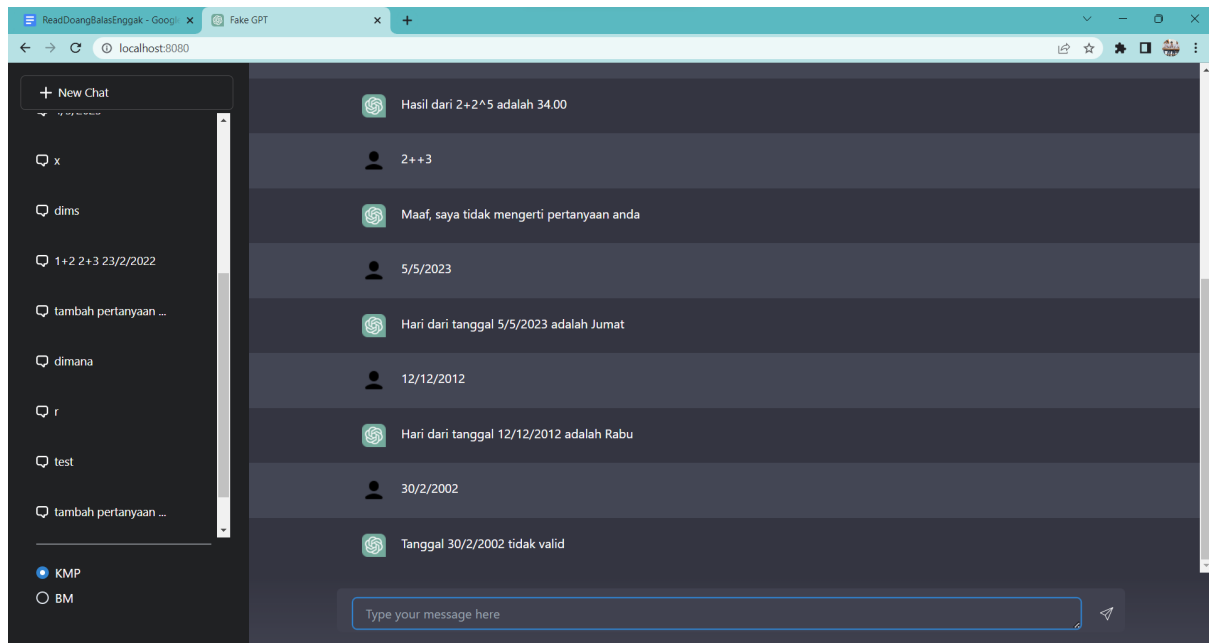 ReadDoangBalasEnggak - Googl
Fake GPT
localhost:8080
+ New Chat
x
dims
1+2 2+3 23/2/2022
tambah pertanyaan ...
dimana
r
test
tambah pertanyaan ...
KMP
BM
Hasil dari 2+2^5 adalah 34.00
2++3
Maaf, saya tidak mengerti pertanyaan anda
5/5/2023
Hari dari tanggal 5/5/2023 adalah Jumat
12/12/2012
Hari dari tanggal 12/12/2012 adalah Rabu
30/2/2002
Tanggal 30/2/2002 tidak valid
Type your message here